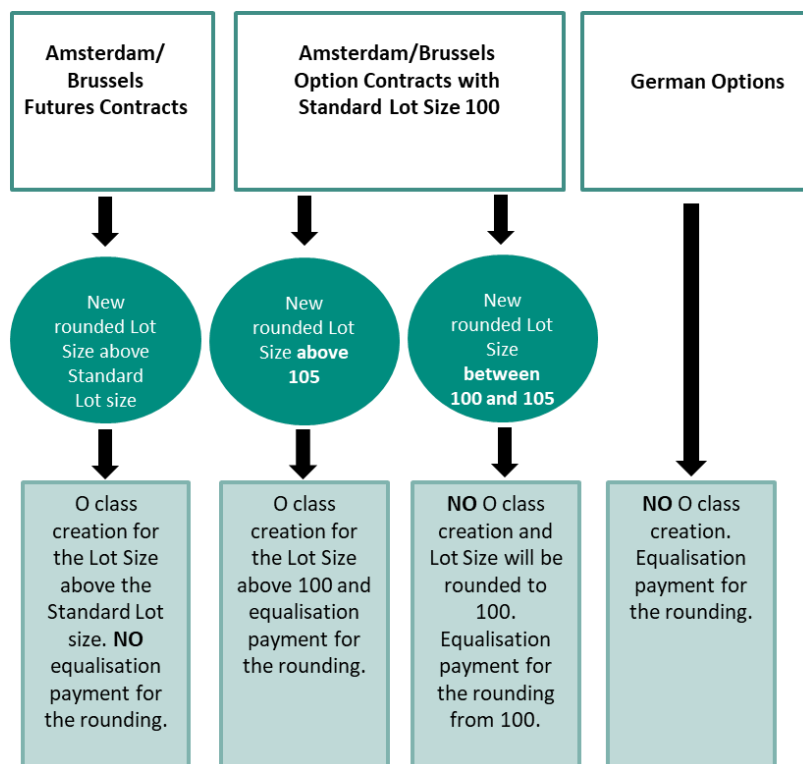 Amsterdam/
Brussels
Futures Contracts
Amsterdam/Brussels
Option Contracts with
Standard Lot Size 100
German Options
New
rounded Lot
Size above
Standard
Lot size
New
rounded Lot
Size above
105
New
rounded Lot
Size
between
100 and 105
O class
creation for
the Lot Size
above the
Standard Lot
size. NO
equalisation
payment for
the rounding.
O class
creation for
the Lot Size
above 100 and
equalisation
payment for
the rounding.
NO O class
creation and
Lot Size will be
rounded to
100.
Equalisation
payment for
the rounding
from 100.
NO O class
creation.
Equalisation
payment for
the rounding.